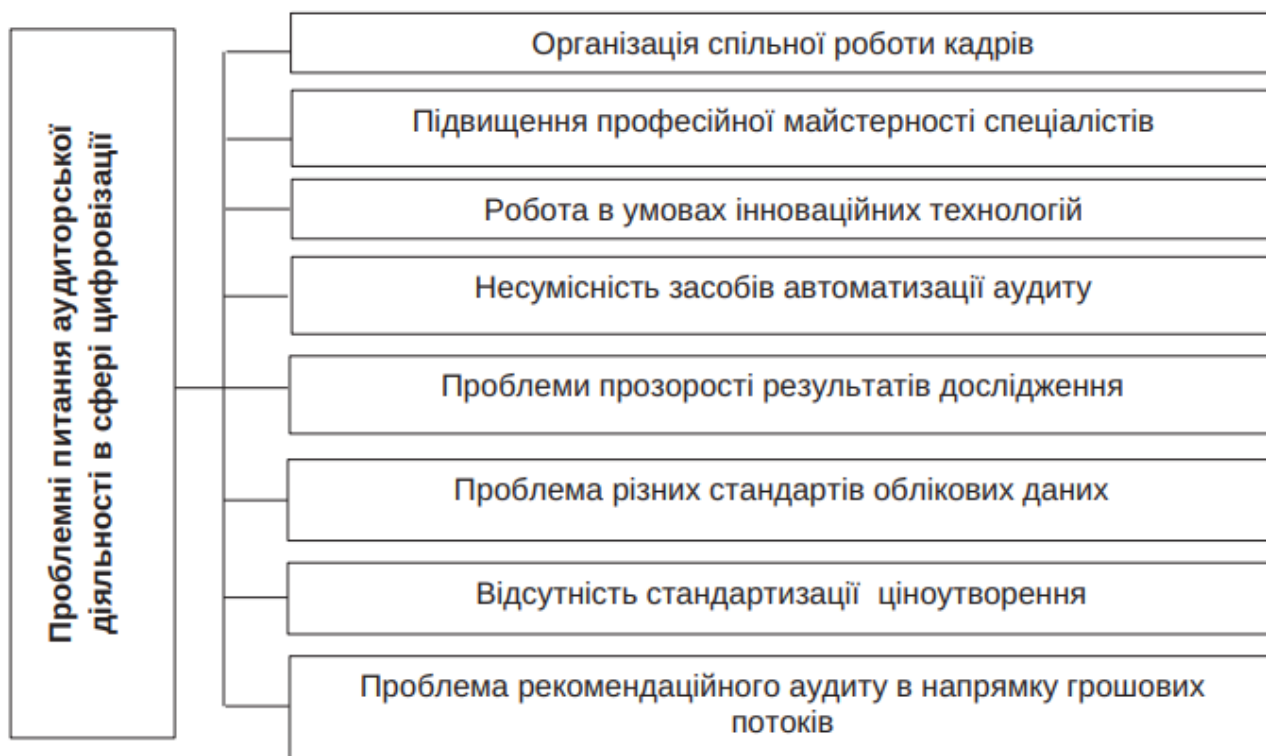 Проблемні питання аудиторської
діяльності в сфері цифровізації
Організація спільної роботи кадрів
Підвищення професійної майстерності спеціалістів
Робота в умовах інноваційних технологій
Несумісність засобів автоматизації аудиту
Проблеми прозорості результатів дослідження
Проблема різних стандартів облікових даних
Відсутність стандартизації ціноутворення
Проблема рекомендаційного аудиту в напрямку грошових
потоків